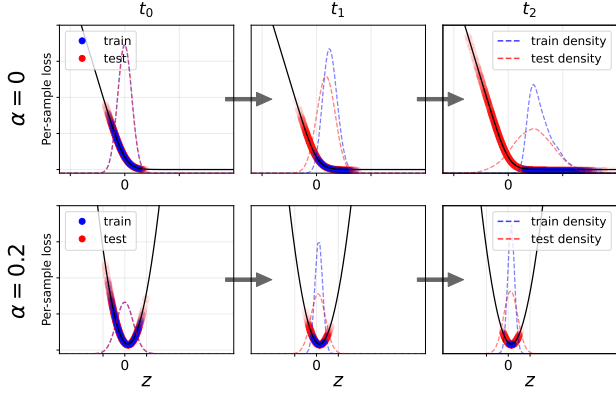 t₀ t₁ t₂
α = 0
Per-sample loss
train
test
train density
test density
0 0 0
α = 0.2
Per-sample loss
train
test
train density
test density
0 0 0
z z z